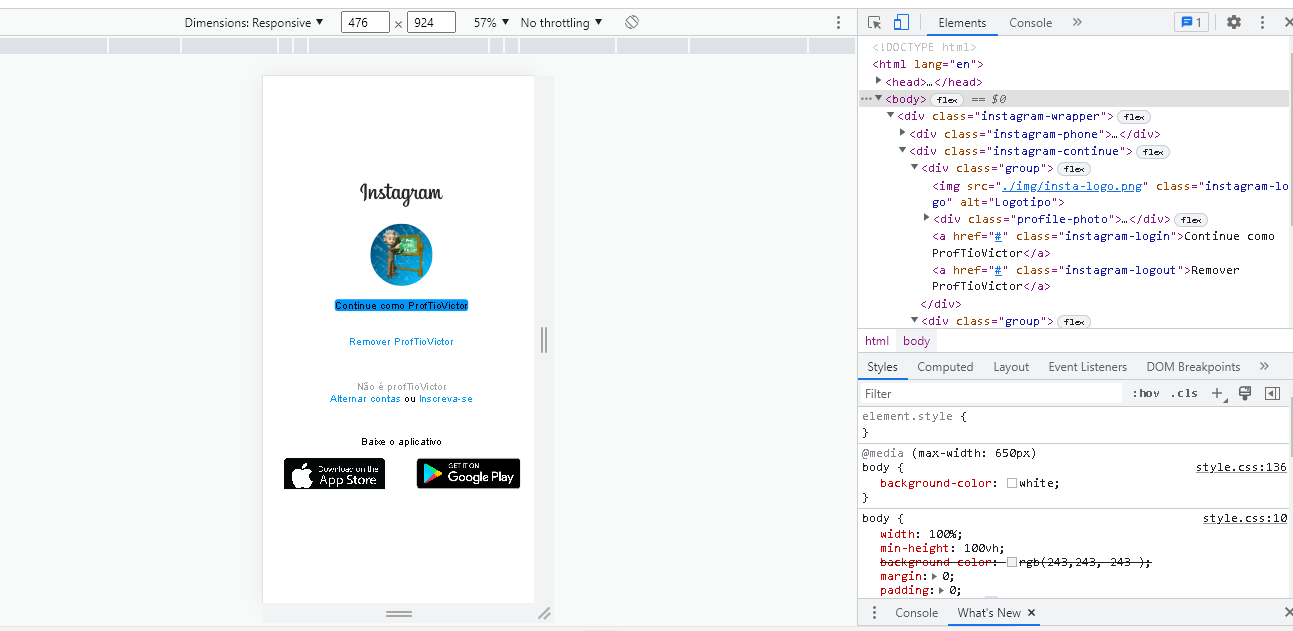 Dimensions: Responsive ▼ 476 × 924 57% ▼ No throttling ▼
Elements Console » 1
Instagram
Continue como ProfTioVictor
Remover ProfTioVictor
Não é profTioVictor
Alternar contas ou Inscreva-se
Baixe o aplicativo
Download on the
App Store
GET IT ON
Google Play
<!DOCTYPE html>
<html lang="en">
<head>…</head>
<body> flex == $0
<div class="instagram-wrapper"> flex
<div class="instagram-phone">…</div>
<div class="instagram-continue"> flex
<div class="group"> flex
<img src="./img/insta-logo.png" class="instagram-lo
go" alt="Logotipo">
<div class="profile-photo">…</div> flex
<a href="#" class="instagram-login">Continue como
ProfTioVictor</a>
<a href="#" class="instagram-logout">Remover
ProfTioVictor</a>
</div>
<div class="group"> flex
html body
Styles Computed Layout Event Listeners DOM Breakpoints »
Filter :hov .cls +
element.style {
}
@media (max-width: 650px)
body { style.css:136
background-color: white;
}
body { style.css:10
width: 100%;
min-height: 100vh;
background-color: rgb(243,243, 243 );
margin: 0;
padding: 0;
Console What's New ×